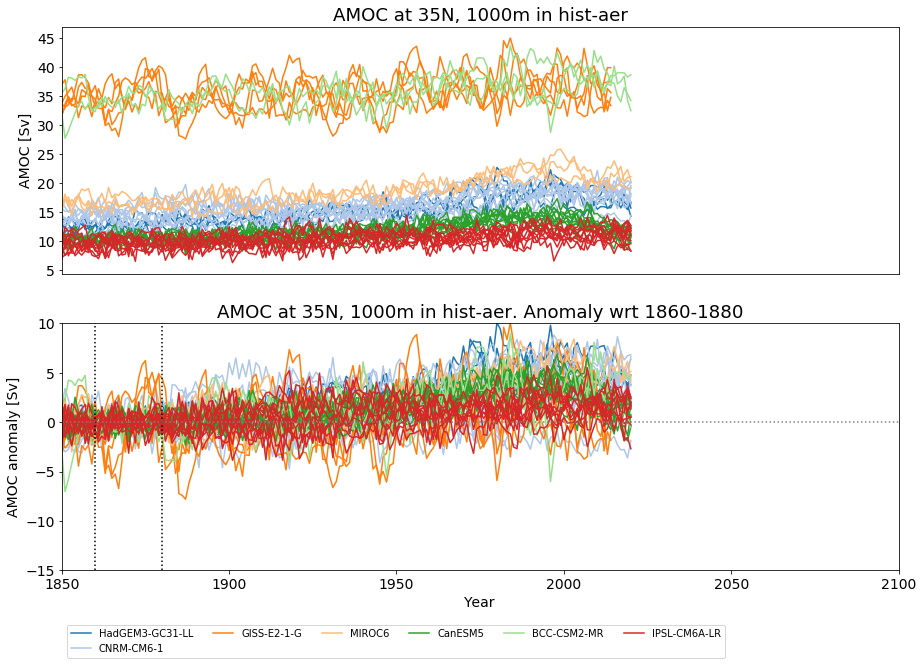 AMOC at 35N, 1000m in hist-aer
45
40
35
30
25
20
15
10
5
AMOC [Sv]
AMOC at 35N, 1000m in hist-aer. Anomaly wrt 1860-1880
10
5
0
−5
−10
−15
AMOC anomaly [Sv]
1850 1900 1950 2000 2050 2100
Year
HadGEM3-GC31-LL GISS-E2-1-G MIROC6 CanESM5 BCC-CSM2-MR IPSL-CM6A-LR
CNRM-CM6-1